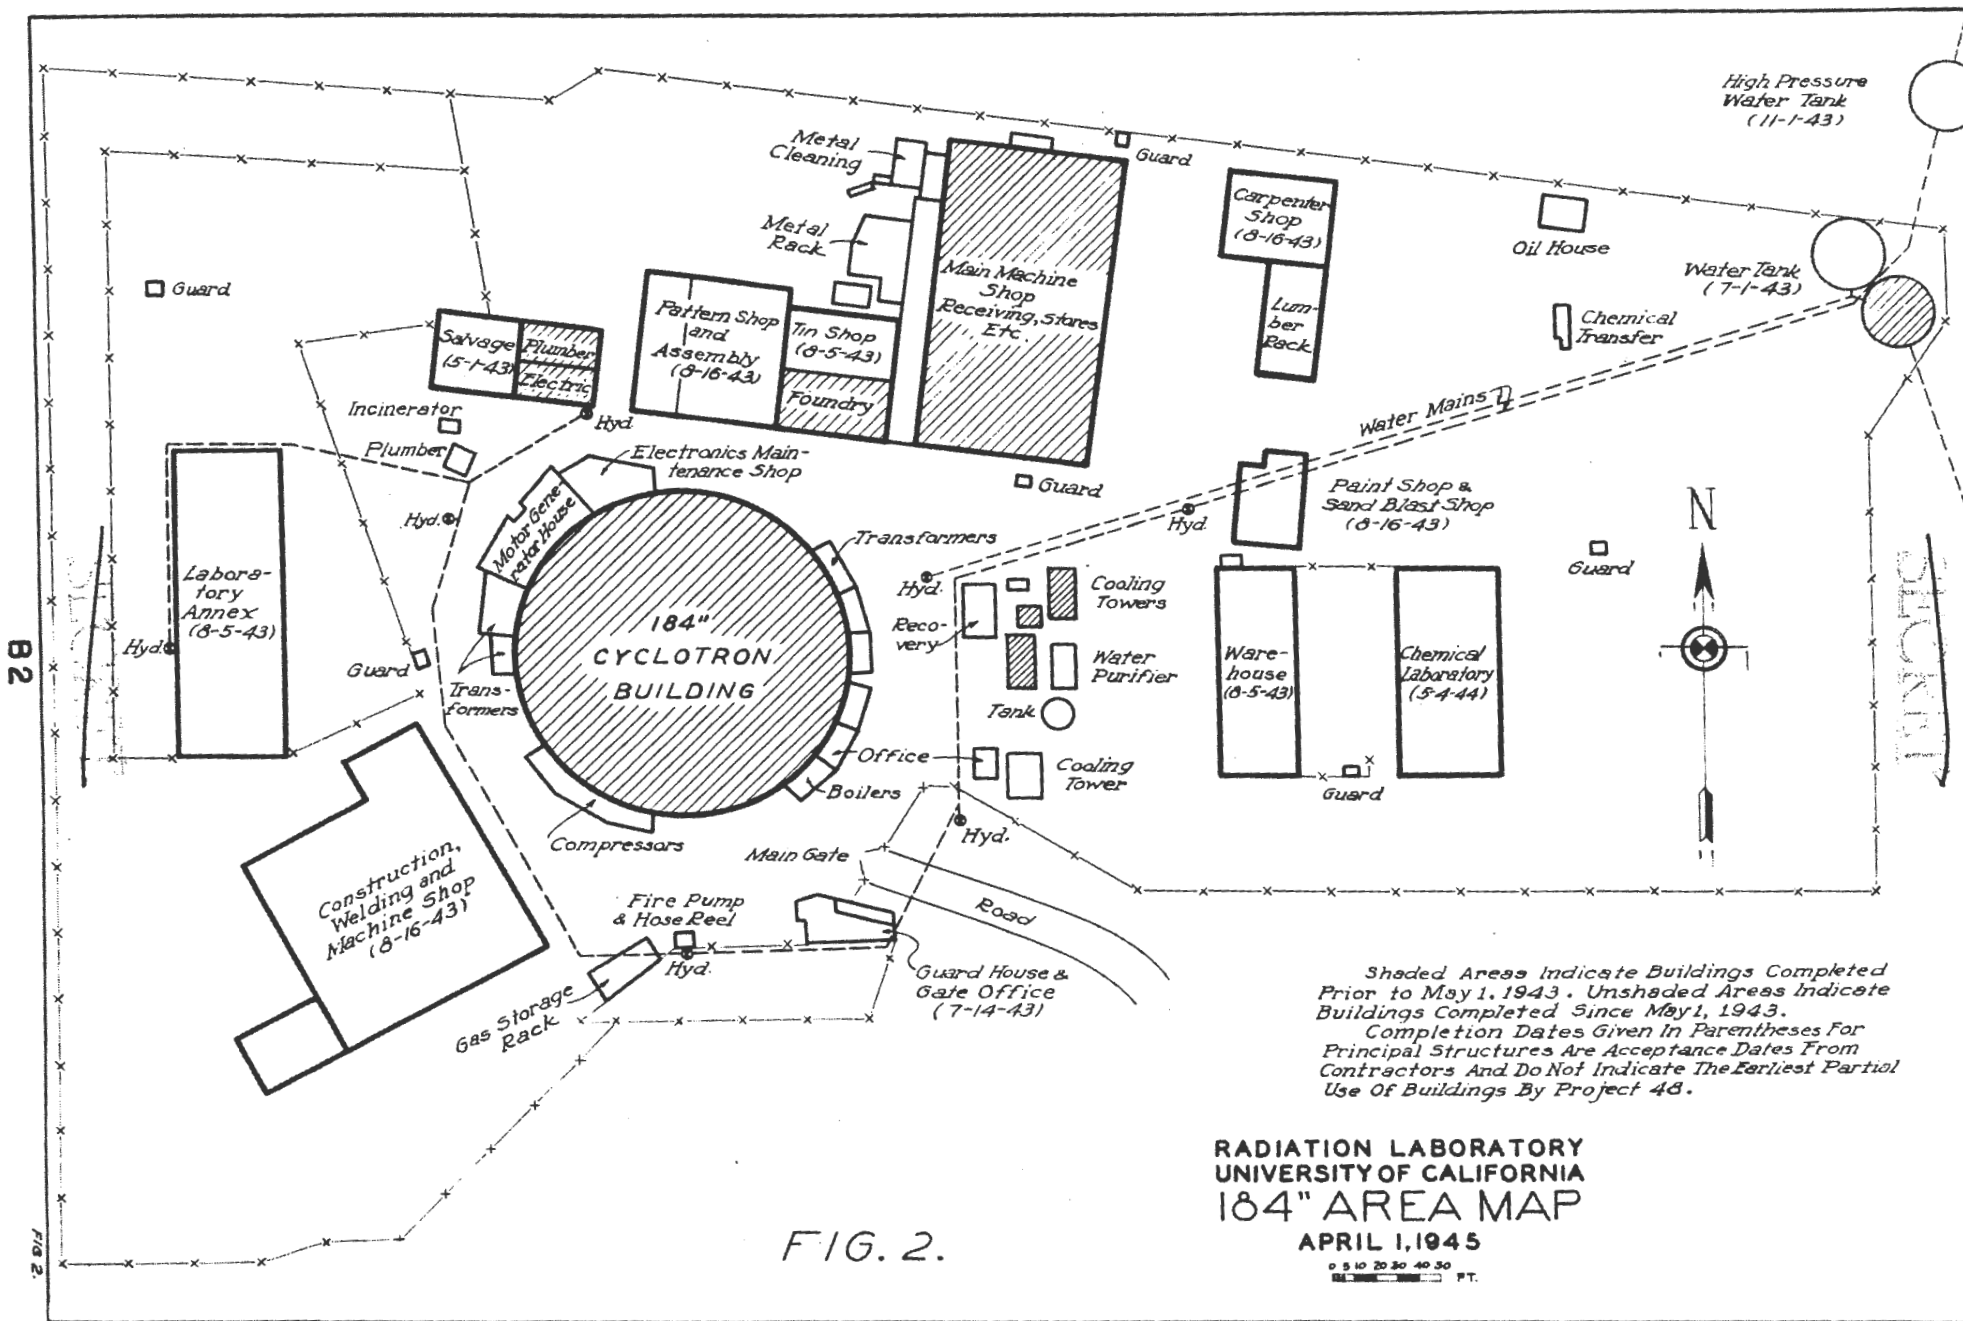 High Pressure
Water Tank
(11-1-43)
Metal
Cleaning
Guard
Carpenter
Shop
(8-16-43)
Metal
Rack
Oil House
Guard
Main Machine
Shop
Receiving, Stores
Etc.
Water Tank
(7-1-43)
Pattern Shop
and
Assembly
(8-16-43)
Tin Shop
(8-5-43)
Lum-
ber
Rack
Chemical
Transfer
Salvage
(5-1-43)
Plumber
Electric
Foundry
Incinerator
Hyd.
Water Mains
Plumber
Electronics Main-
tenance Shop
Guard
Paint Shop &
Sand Blast Shop
(8-16-43)
N
Hyd.
Motor Gene-
rator House
Transformers
Hyd.
Guard
SECRET
Labora-
tory
Annex
(8-5-43)
Hyd.
Cooling
Towers
184"
CYCLOTRON
BUILDING
Reco-
very
Hyd.
Guard
Water
Purifier
Ware-
house
(8-5-43)
Chemical
Laboratory
(5-4-44)
B2
Trans-
formers
Tank
Office
Cooling
Tower
Boilers
Guard
Compressors
Main Gate
Hyd.
Construction,
Welding and
Machine Shop
(8-16-43)
Fire Pump
& Hose Reel
Road
Hyd.
Guard House &
Gate Office
(7-14-43)
Gas Storage
Rack
Shaded Areas Indicate Buildings Completed
Prior to May 1. 1943. Unshaded Areas Indicate
Buildings Completed Since May 1, 1943.
Completion Dates Given In Parentheses For
Principal Structures Are Acceptance Dates From
Contractors And Do Not Indicate The Earliest Partial
Use Of Buildings By Project 48.
RADIATION LABORATORY
UNIVERSITY OF CALIFORNIA
184" AREA MAP
APRIL 1, 1945
0 5 10 20 30 40 50
FT.
FIG. 2.
FIG 2.